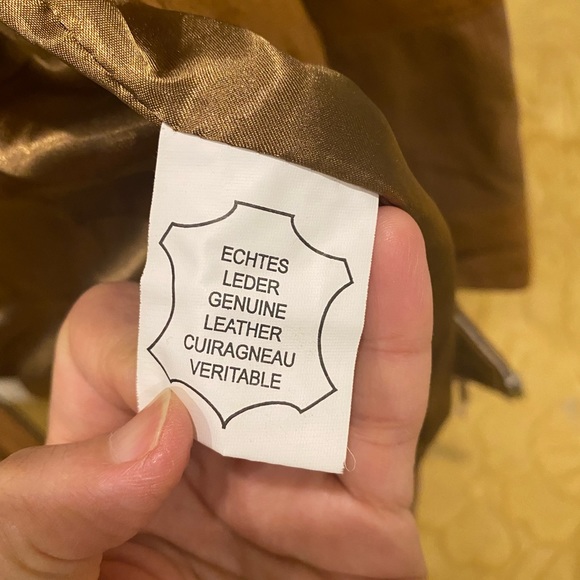 ECHTES
LEDER
GENUINE
LEATHER
CUIRAGNEAU
VERITABLE